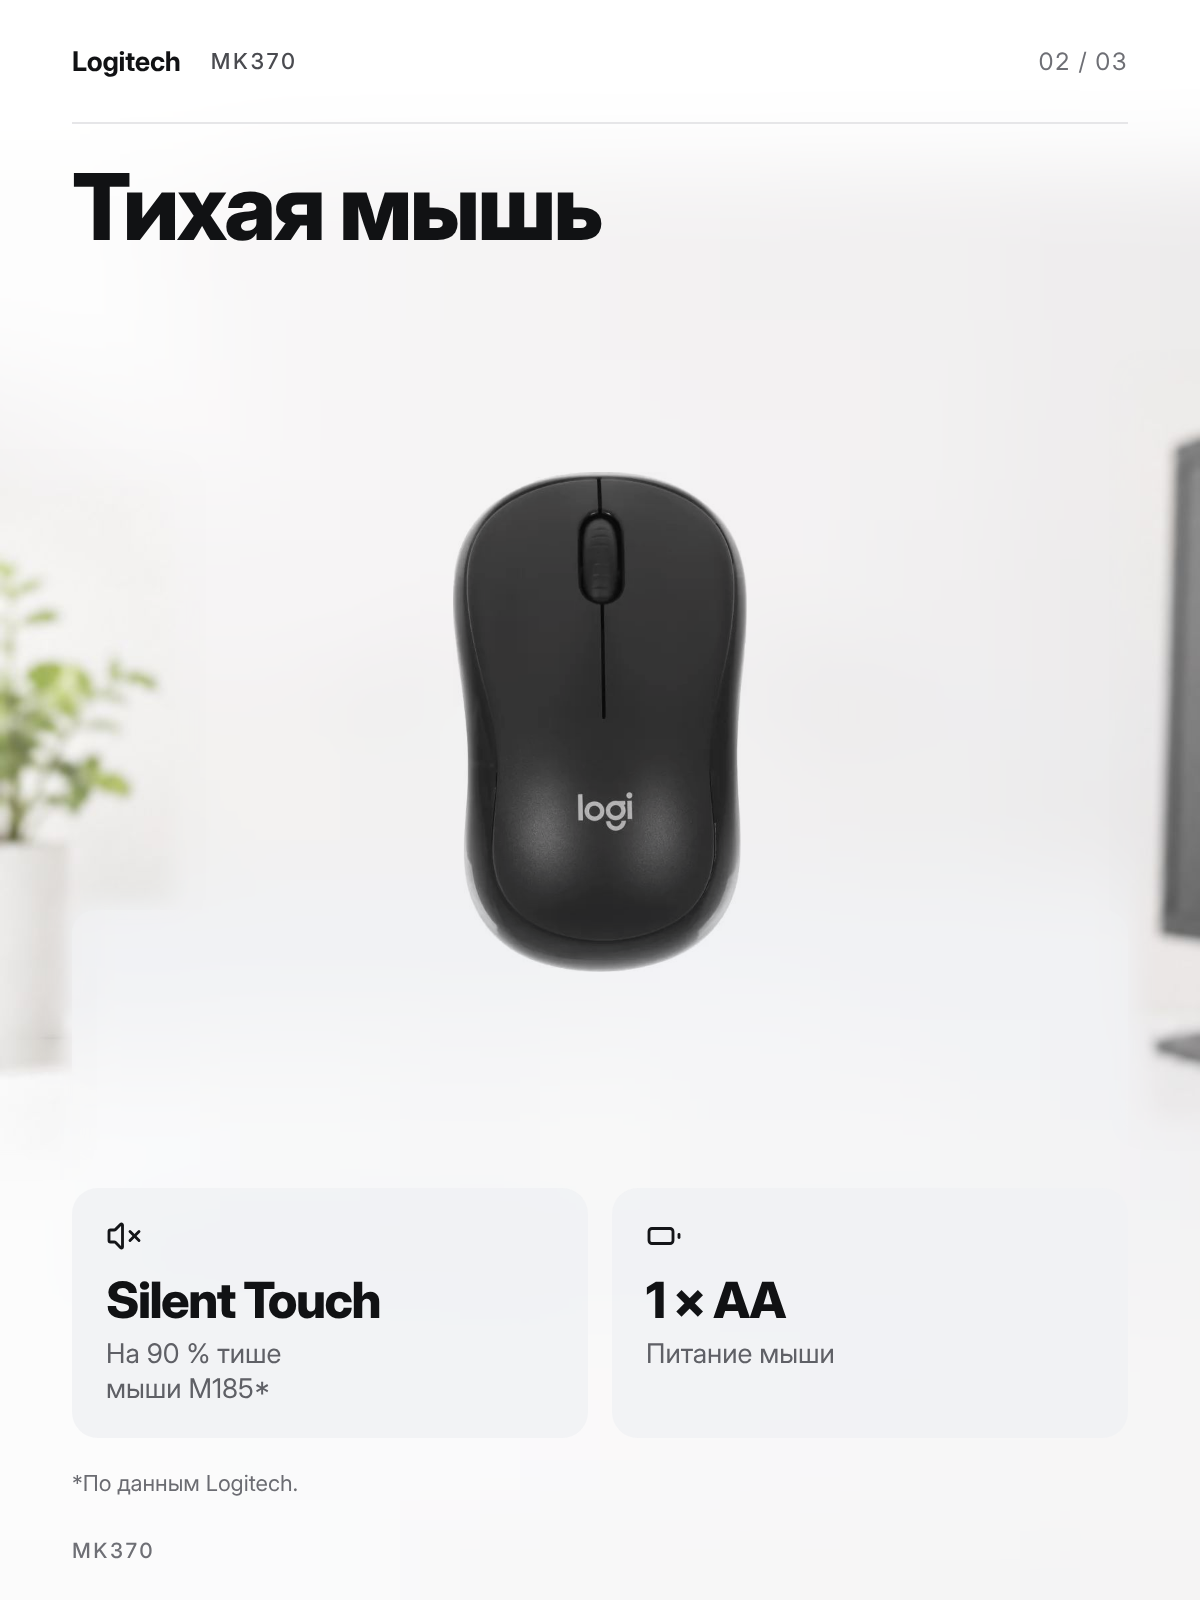 Logitech MK370 02 / 03
Тихая мышь
logi
Silent Touch
На 90 % тише
мыши M185*
1 × AA
Питание мыши
*По данным Logitech.
MK370